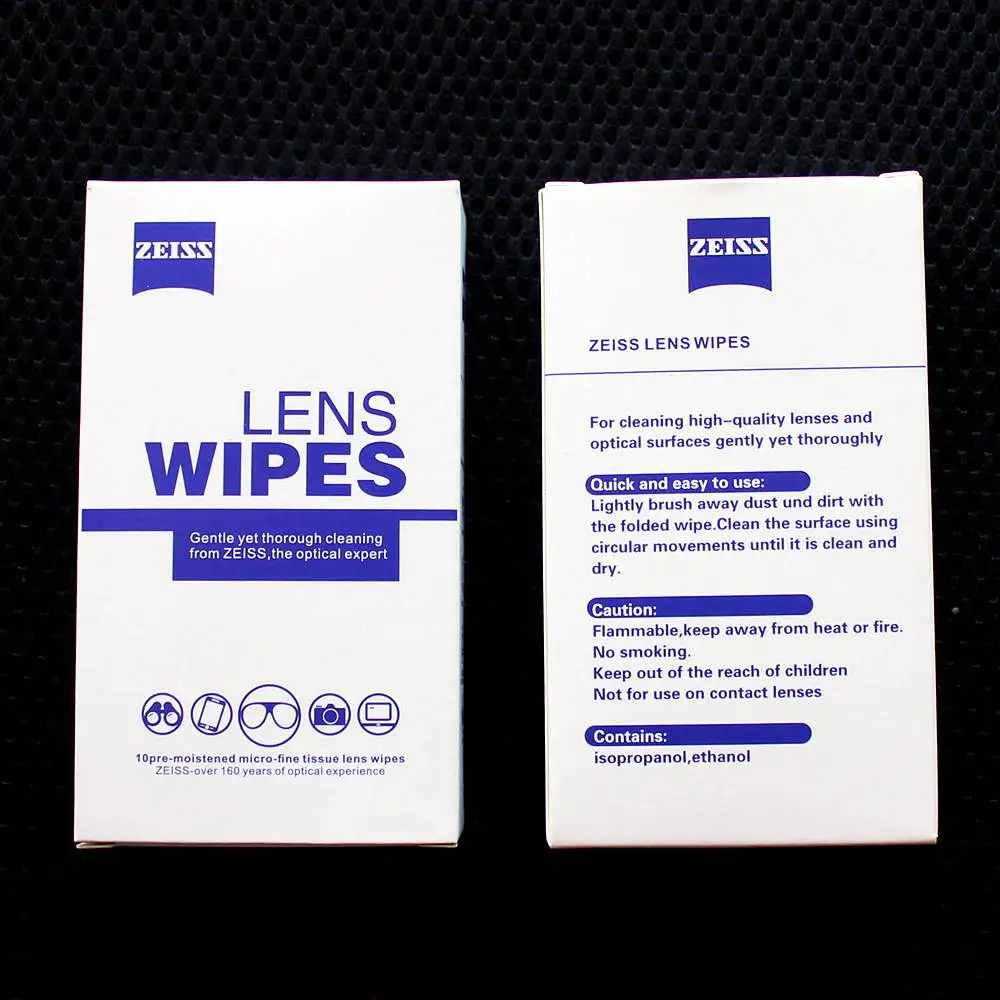 ZEISS
LENS
WIPES
Gentle yet thorough cleaning
from ZEISS,the optical expert
10pre-moistened micro-fine tissue lens wipes
ZEISS-over 160 years of optical experience
ZEISS
ZEISS LENS WIPES
For cleaning high-quality lenses and
optical surfaces gently yet thoroughly
Quick and easy to use:
Lightly brush away dust und dirt with
the folded wipe.Clean the surface using
circular movements until it is clean and
dry.
Caution:
Flammable,keep away from heat or fire.
No smoking.
Keep out of the reach of children
Not for use on contact lenses
Contains:
isopropanol,ethanol